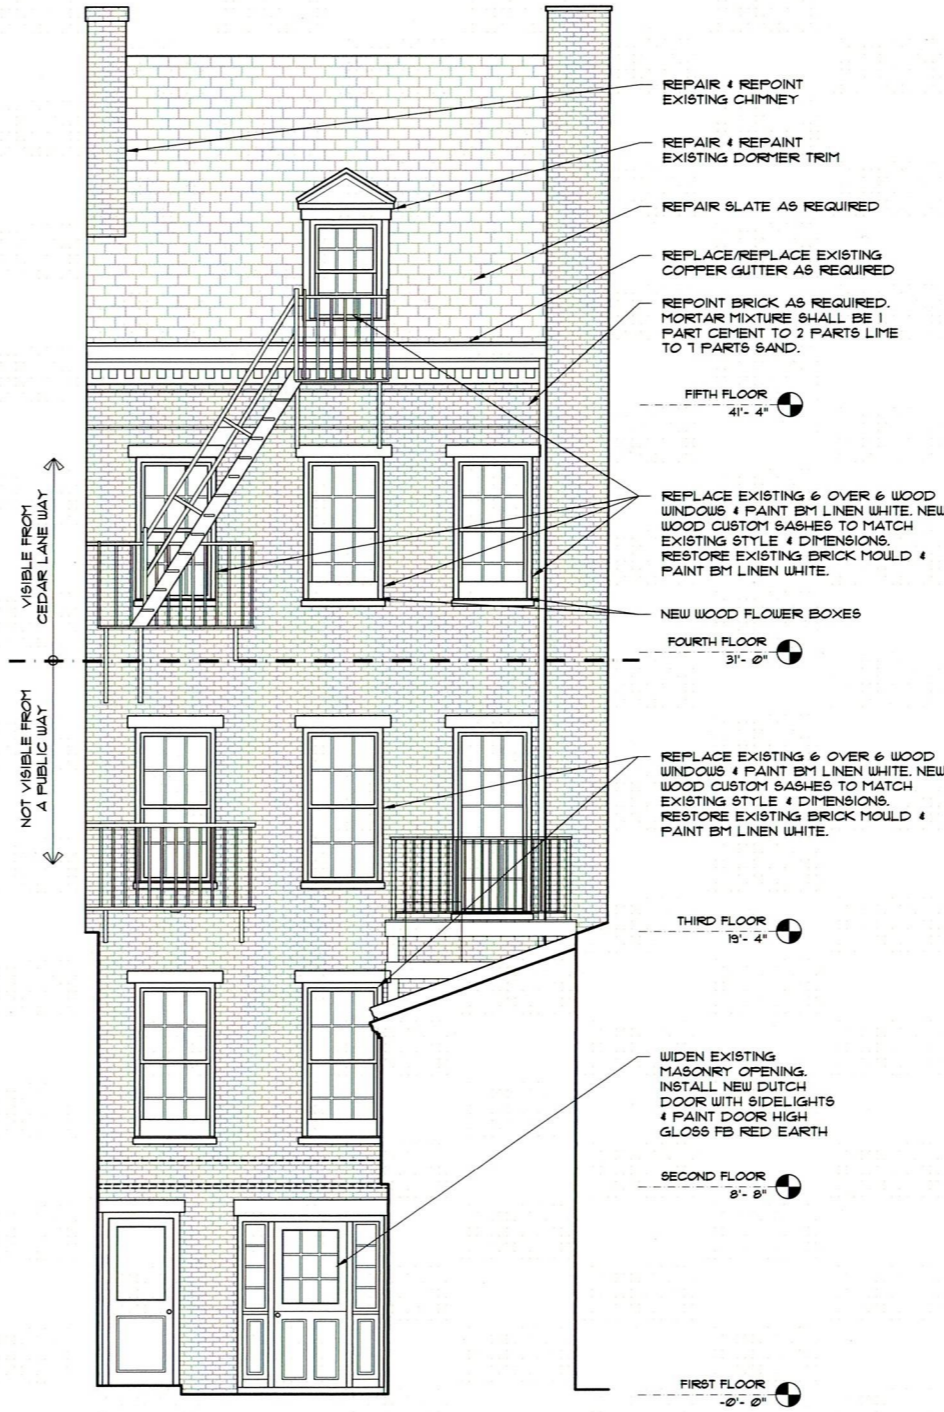 REPAIR & REPOINT
EXISTING CHIMNEY
REPAIR & REPAINT
EXISTING DORMER TRIM
REPAIR SLATE AS REQUIRED
REPLACE/REPLACE EXISTING
COPPER GUTTER AS REQUIRED
REPOINT BRICK AS REQUIRED.
MORTAR MIXTURE SHALL BE 1
PART CEMENT TO 2 PARTS LIME
TO 7 PARTS SAND.
FIFTH FLOOR
41'- 4"
VISIBLE FROM
CEDAR LANE WAY
REPLACE EXISTING 6 OVER 6 WOOD
WINDOWS & PAINT BM LINEN WHITE. NEW
WOOD CUSTOM SASHES TO MATCH
EXISTING STYLE & DIMENSIONS.
RESTORE EXISTING BRICK MOULD &
PAINT BM LINEN WHITE.
NEW WOOD FLOWER BOXES
FOURTH FLOOR
31'- 0"
NOT VISIBLE FROM
A PUBLIC WAY
REPLACE EXISTING 6 OVER 6 WOOD
WINDOWS & PAINT BM LINEN WHITE. NEW
WOOD CUSTOM SASHES TO MATCH
EXISTING STYLE & DIMENSIONS.
RESTORE EXISTING BRICK MOULD &
PAINT BM LINEN WHITE.
THIRD FLOOR
19'- 4"
WIDEN EXISTING
MASONRY OPENING.
INSTALL NEW DUTCH
DOOR WITH SIDELIGHTS
& PAINT DOOR HIGH
GLOSS FB RED EARTH
SECOND FLOOR
8'- 8"
FIRST FLOOR
-0'- 0"